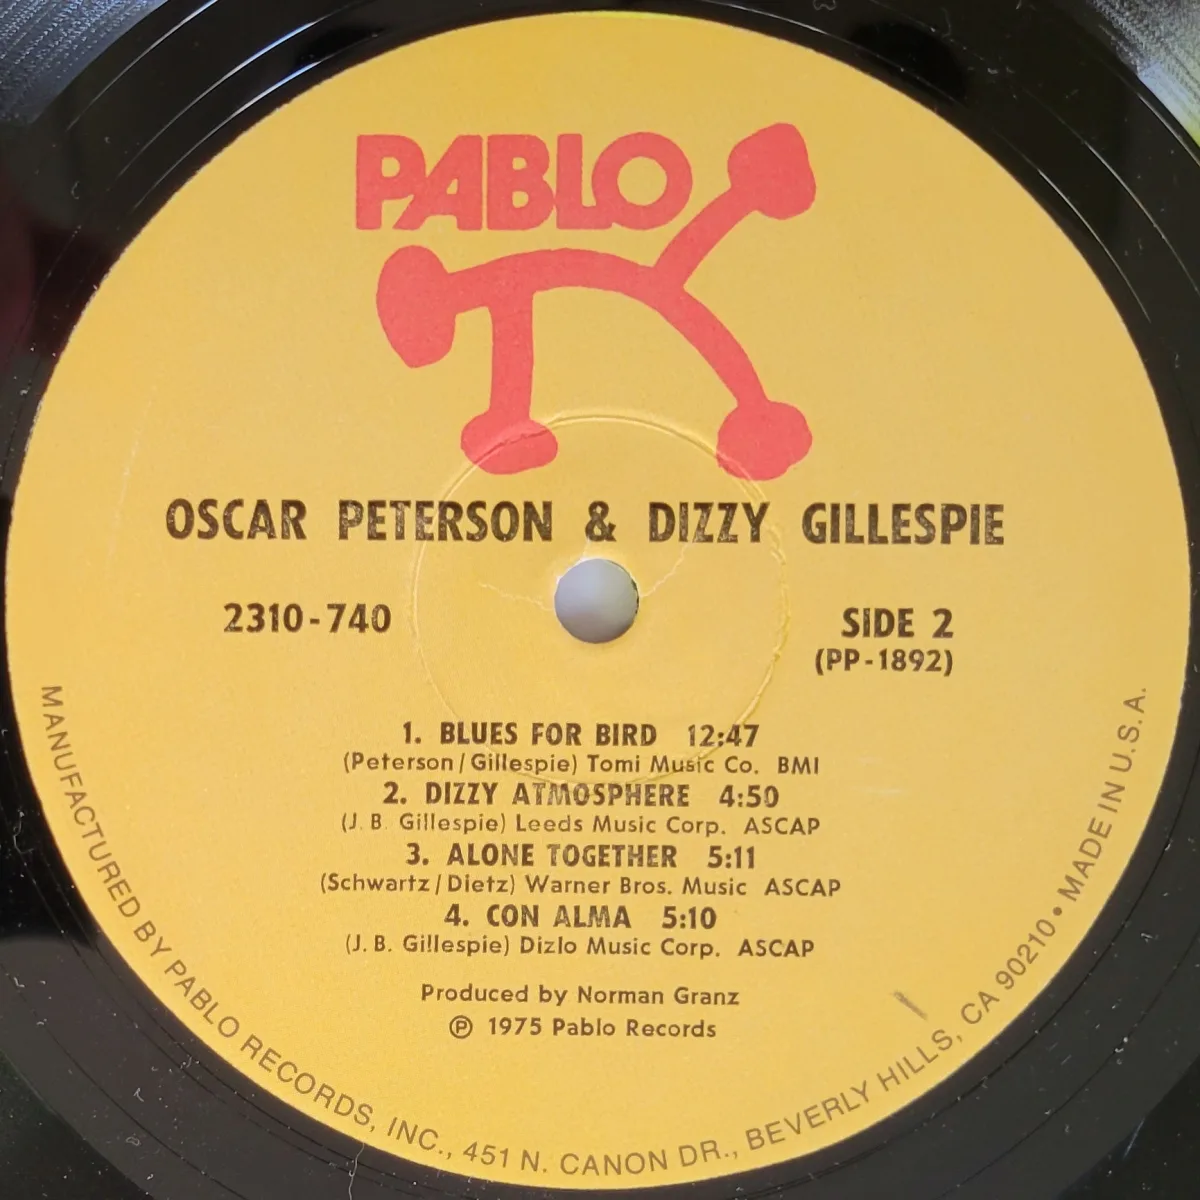 PABLO
OSCAR PETERSON & DIZZY GILLESPIE
2310-740
SIDE 2
(PP-1892)
1. BLUES FOR BIRD 12:47
(Peterson/Gillespie) Tomi Music Co. BMI
2. DIZZY ATMOSPHERE 4:50
(J. B. Gillespie) Leeds Music Corp. ASCAP
3. ALONE TOGETHER 5:11
(Schwartz/Dietz) Warner Bros. Music ASCAP
4. CON ALMA 5:10
(J. B. Gillespie) Dizlo Music Corp. ASCAP
Produced by Norman Granz
℗ 1975 Pablo Records
MANUFACTURED BY PABLO RECORDS, INC., 451 N. CANON DR., BEVERLY HILLS, CA 90210 • MADE IN U.S.A.